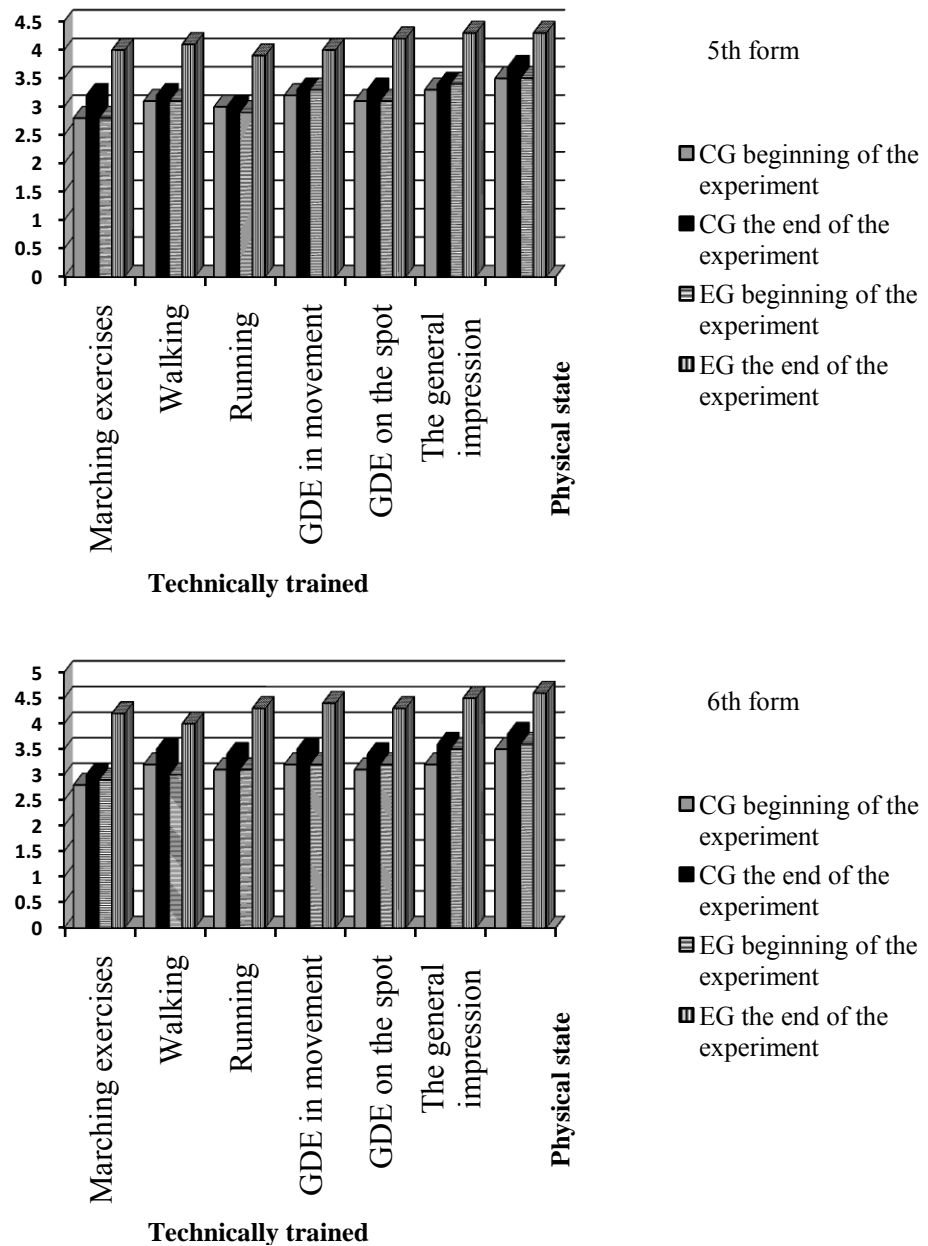 4.5
4
3.5
3
2.5
2
1.5
1
0.5
0
Marching exercises
Walking
Running
GDE in movement
GDE on the spot
The general
impression
Physical state
Technically trained
5th form
CG beginning of the
experiment
CG the end of the
experiment
EG beginning of the
experiment
EG the end of the
experiment
5
4.5
4
3.5
3
2.5
2
1.5
1
0.5
0
Marching exercises
Walking
Running
GDE in movement
GDE on the spot
The general
impression
Physical state
Technically trained
6th form
CG beginning of the
experiment
CG the end of the
experiment
EG beginning of the
experiment
EG the end of the
experiment